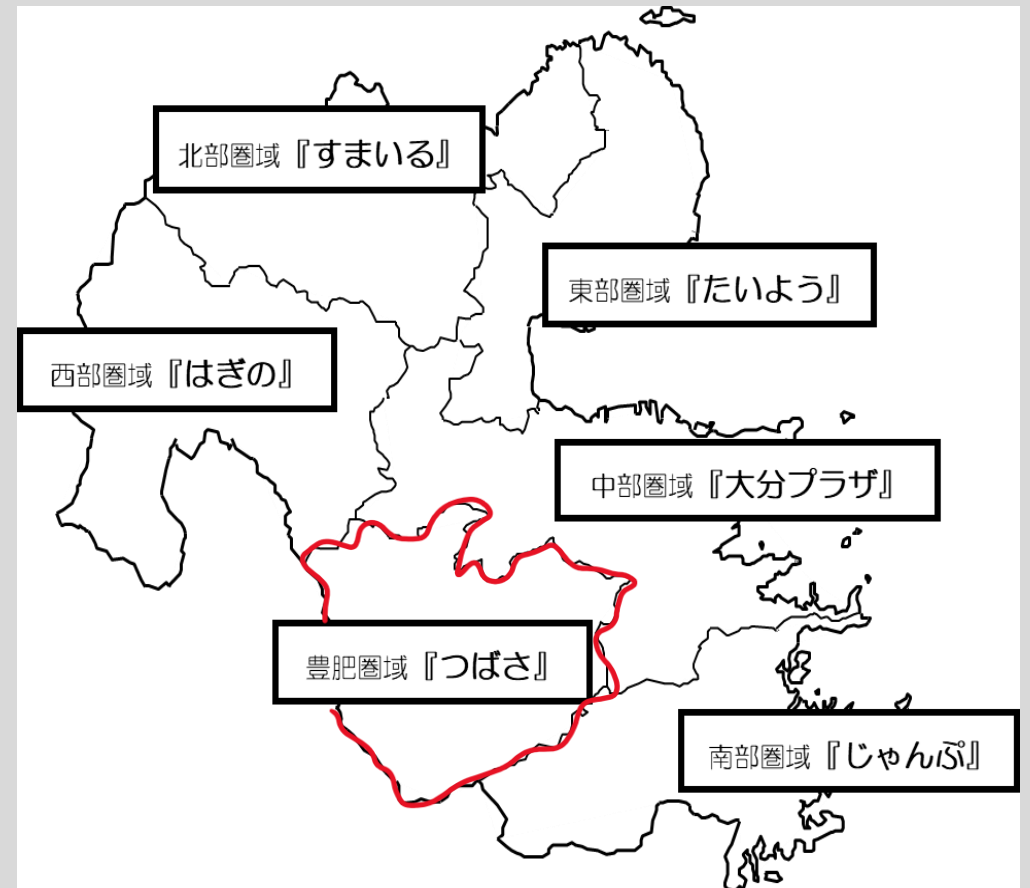 北部圏域『すまいる』
東部圏域『たいよう』
西部圏域『はぎの』
中部圏域『大分プラザ』
豊肥圏域『つばさ』
南部圏域『じゃんぷ』